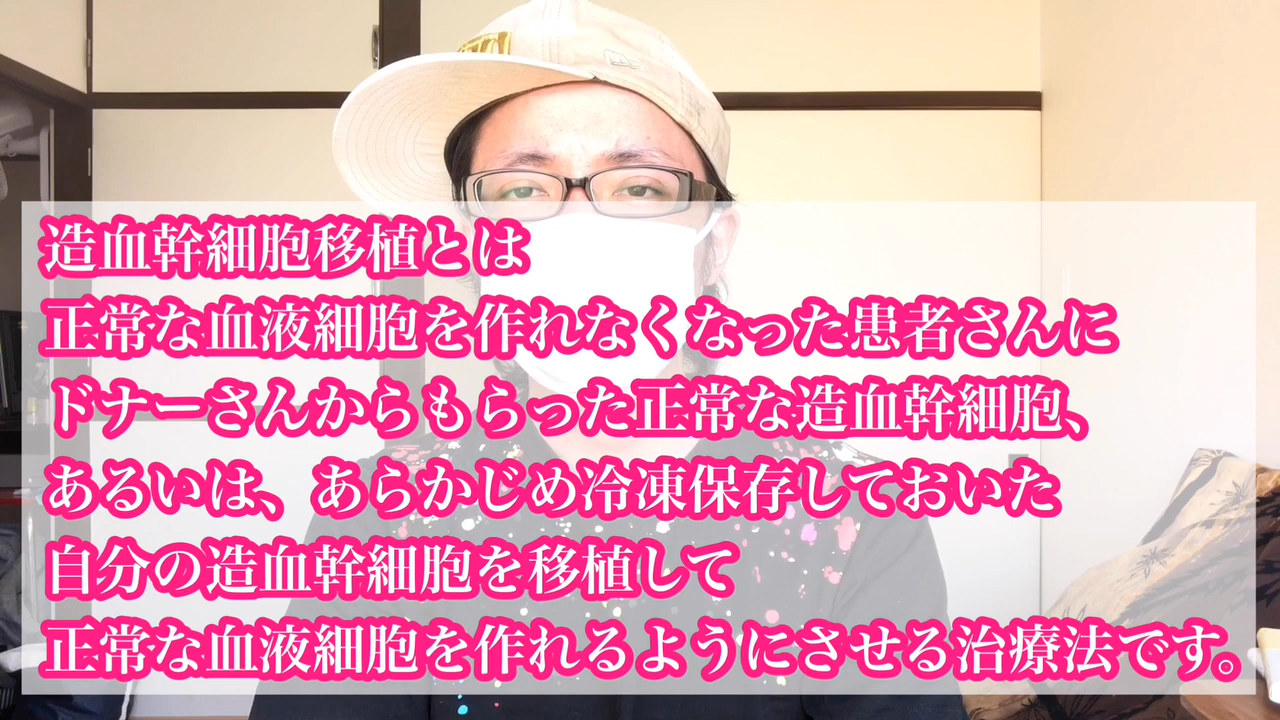 造血幹細胞移植とは
正常な血液細胞を作れなくなった患者さんに
ドナーさんからもらった正常な造血幹細胞、
あるいは、あらかじめ冷凍保存しておいた
自分の造血幹細胞を移植して
正常な血液細胞を作れるようにさせる治療法です。